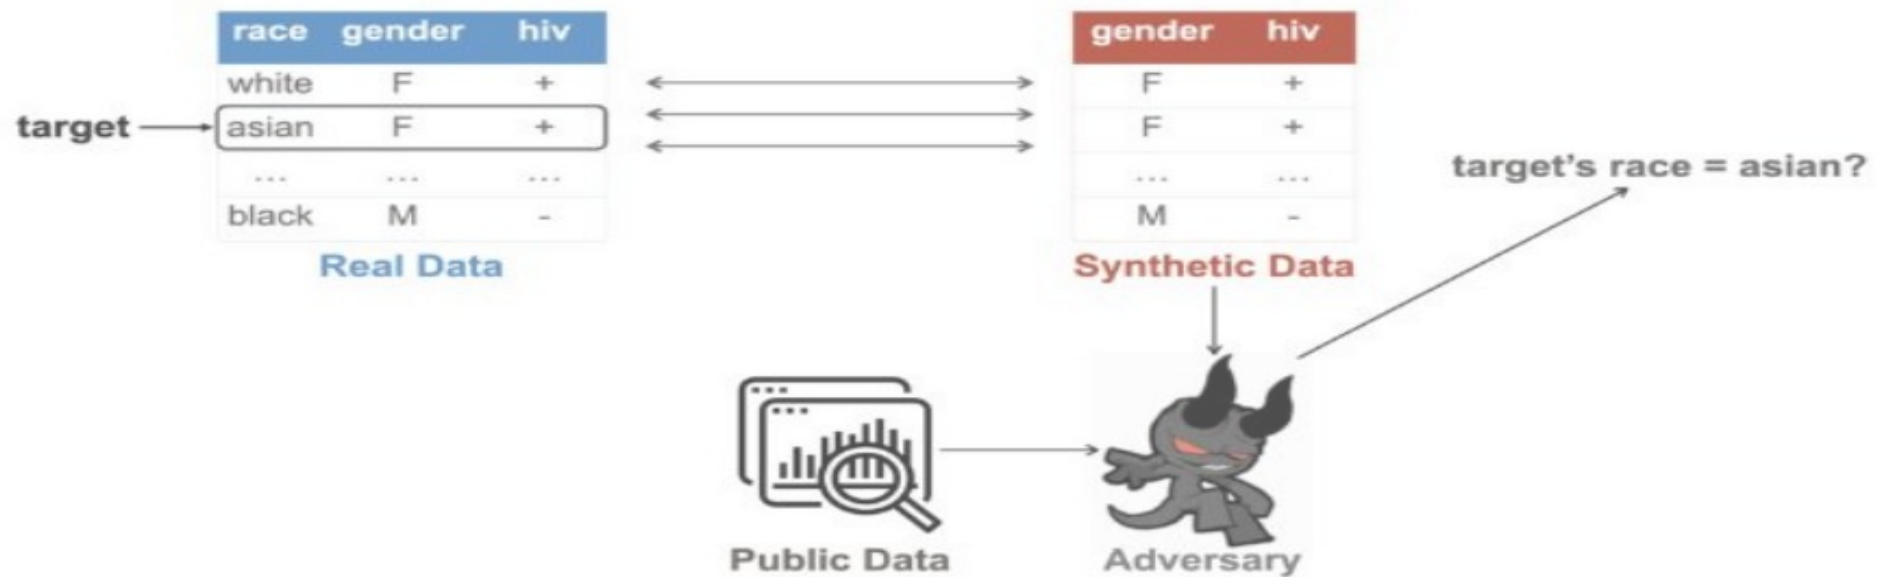 race gender hiv
white F +
asian F +
... ... ...
black M -
Real Data
target
gender hiv
F +
F +
... ...
M -
Synthetic Data
target's race = asian?
Public Data
Adversary